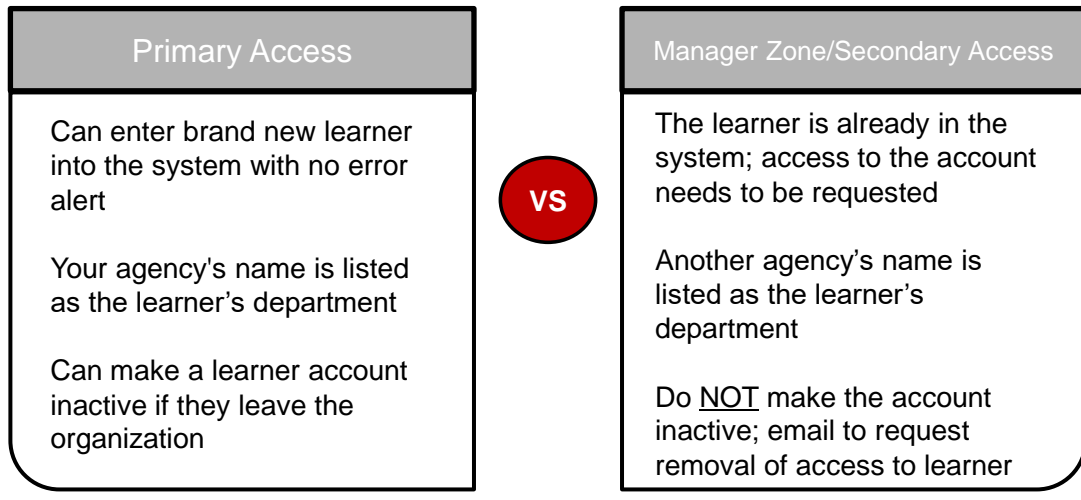 Primary Access
Can enter brand new learner
into the system with no error
alert
Your agency's name is listed
as the learner’s department
Can make a learner account
inactive if they leave the
organization
VS
Manager Zone/Secondary Access
The learner is already in the
system; access to the account
needs to be requested
Another agency’s name is
listed as the learner’s
department
Do NOT make the account
inactive; email to request
removal of access to learner